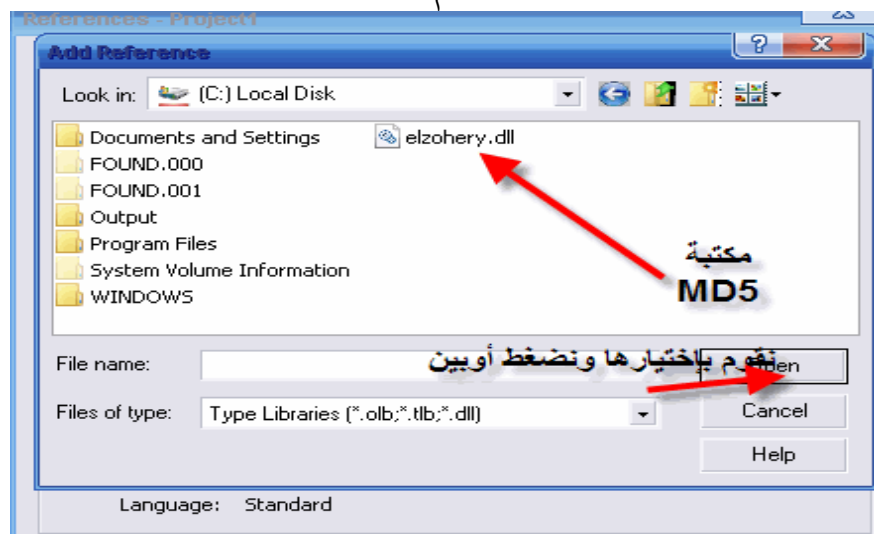 References - Project1
Add Reference
Look in: (C:) Local Disk
Documents and Settings
FOUND.000
FOUND.001
Output
Program Files
System Volume Information
WINDOWS
elzohery.dll
مكتبة
MD5
File name:
نقوم بإختيارها ونضغط أوبين
Files of type: Type Libraries (*.olb;*.tlb;*.dll)
Cancel
Help
Language: Standard